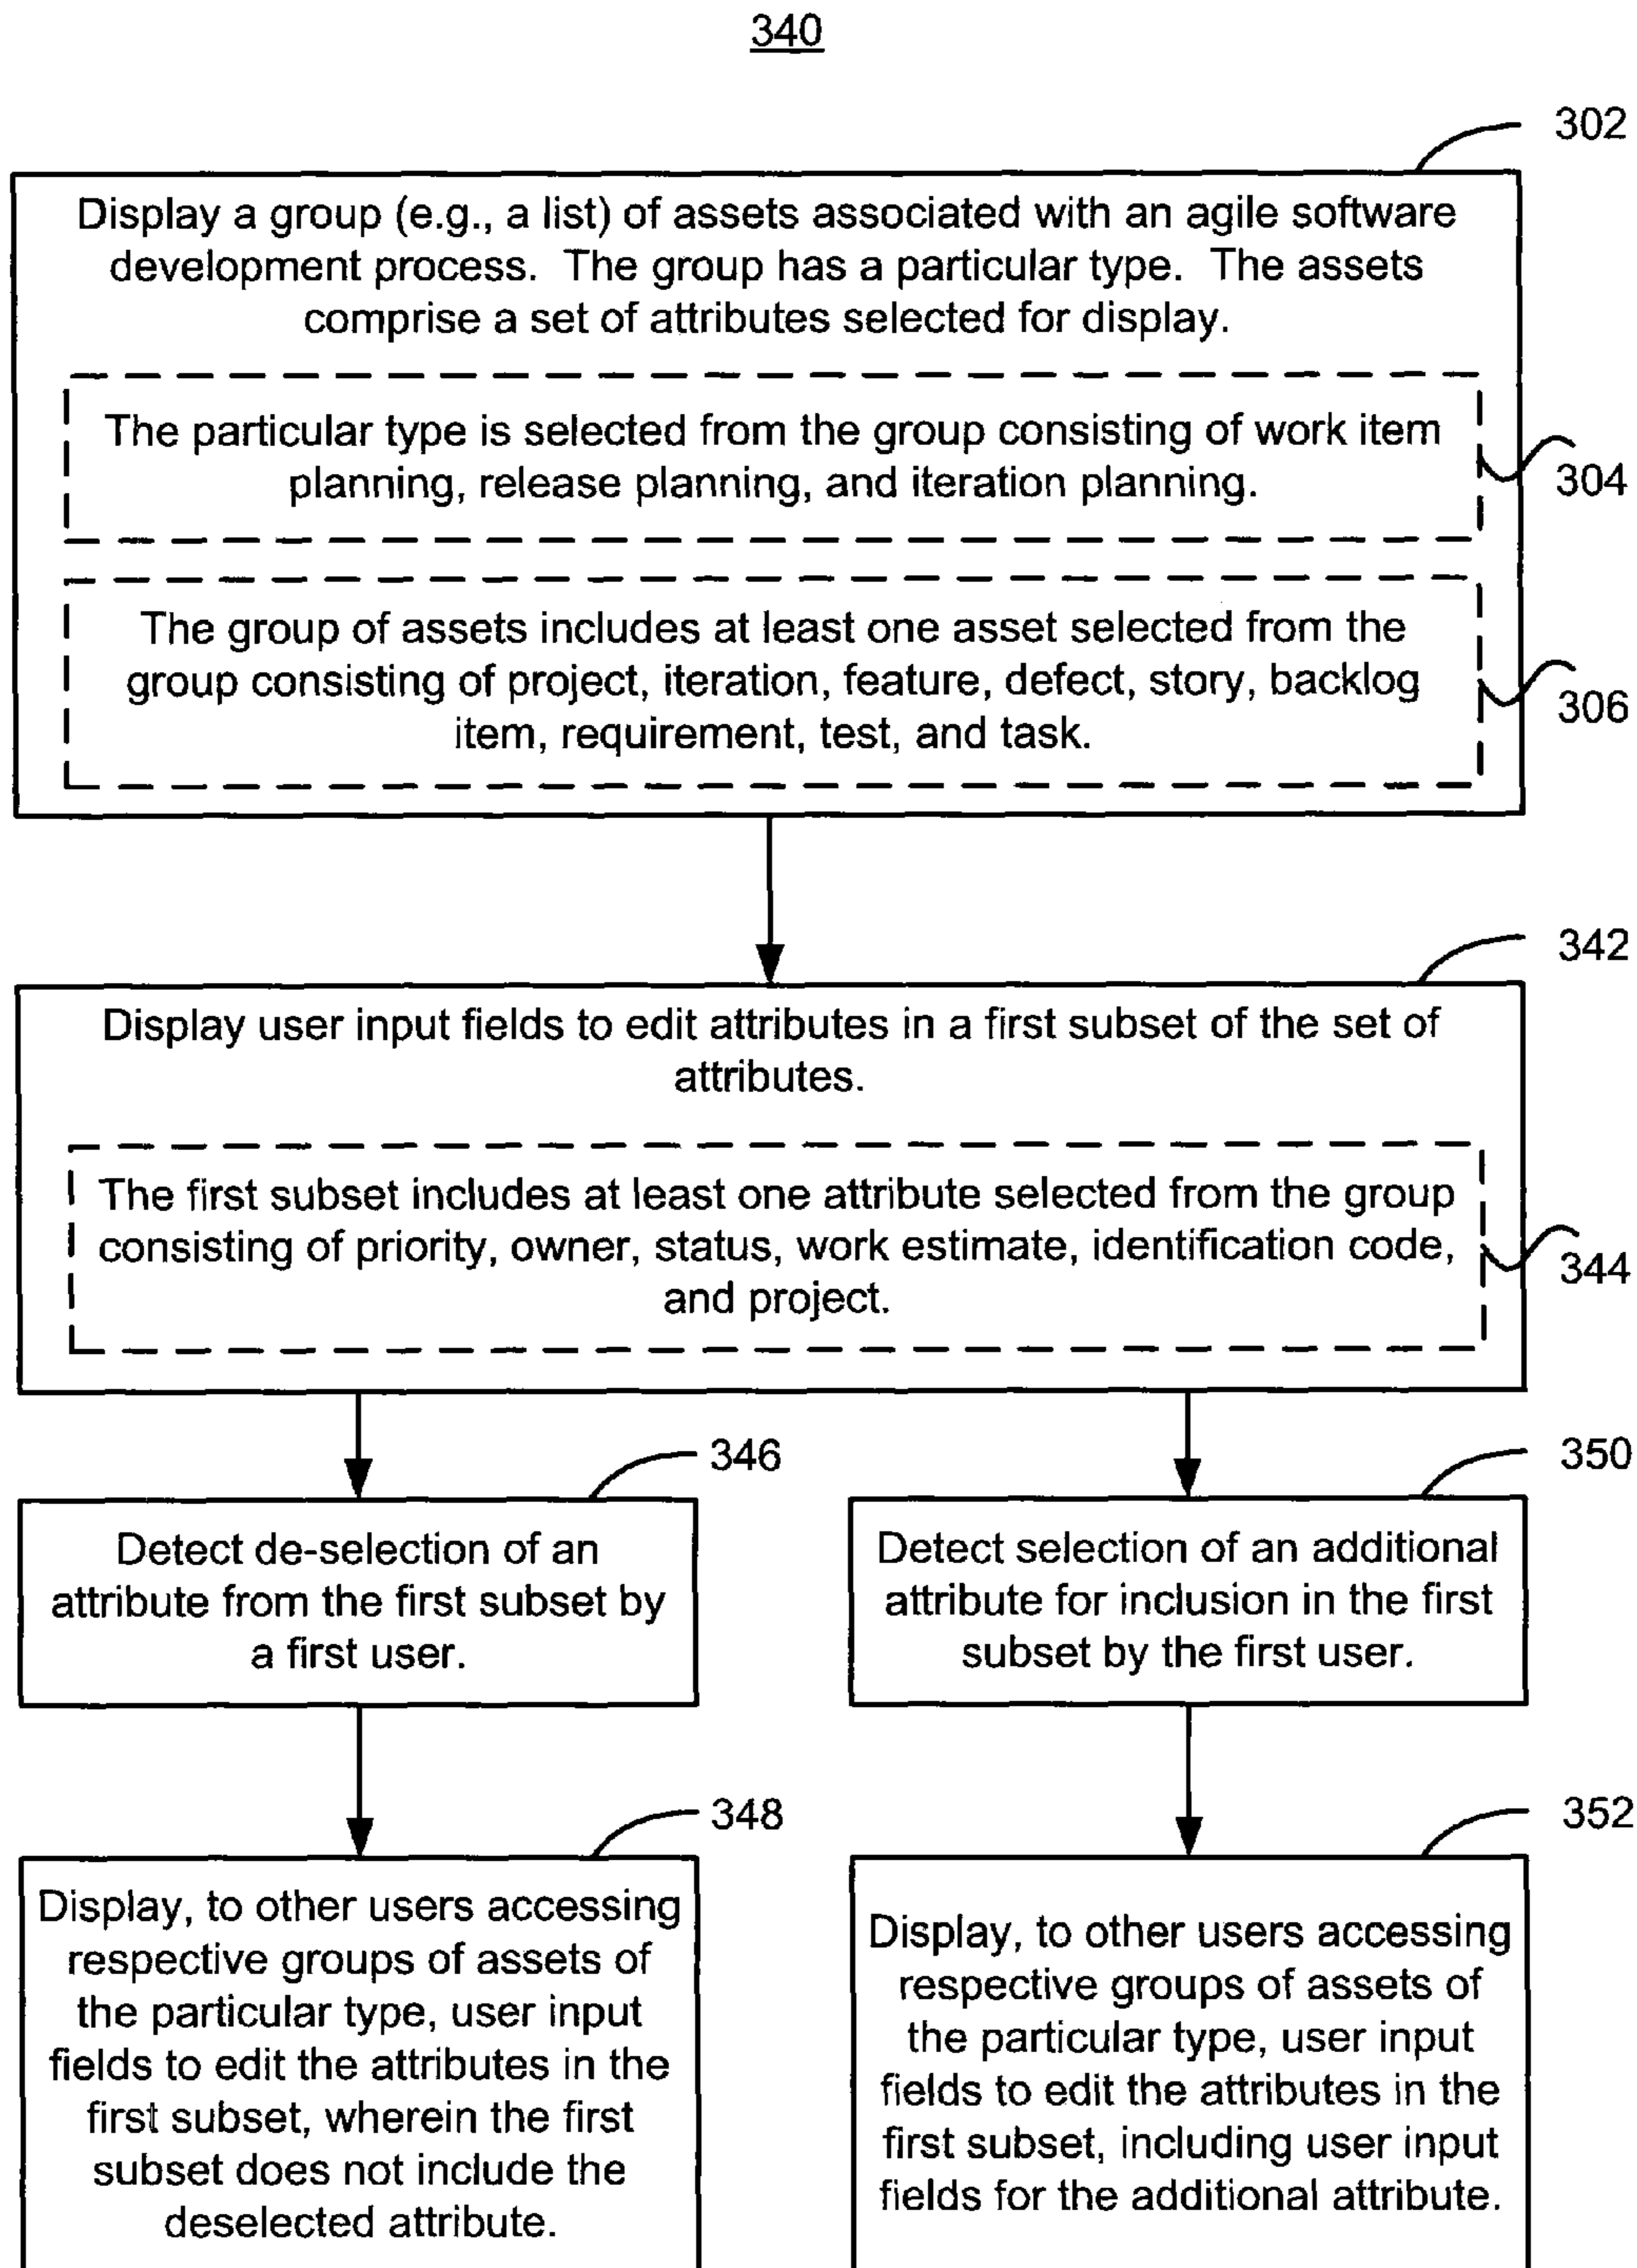 340
302
Display a group (e.g., a list) of assets associated with an agile software
development process. The group has a particular type. The assets
comprise a set of attributes selected for display.
The particular type is selected from the group consisting of work item
planning, release planning, and iteration planning.
304
The group of assets includes at least one asset selected from the
group consisting of project, iteration, feature, defect, story, backlog
item, requirement, test, and task.
306
342
Display user input fields to edit attributes in a first subset of the set of
attributes.
The first subset includes at least one attribute selected from the group
consisting of priority, owner, status, work estimate, identification code,
and project.
344
346
Detect de-selection of an
attribute from the first subset by
a first user.
348
Display, to other users accessing
respective groups of assets of
the particular type, user input
fields to edit the attributes in the
first subset, wherein the first
subset does not include the
deselected attribute.
350
Detect selection of an additional
attribute for inclusion in the first
subset by the first user.
352
Display, to other users accessing
respective groups of assets of
the particular type, user input
fields to edit the attributes in the
first subset, including user input
fields for the additional attribute.